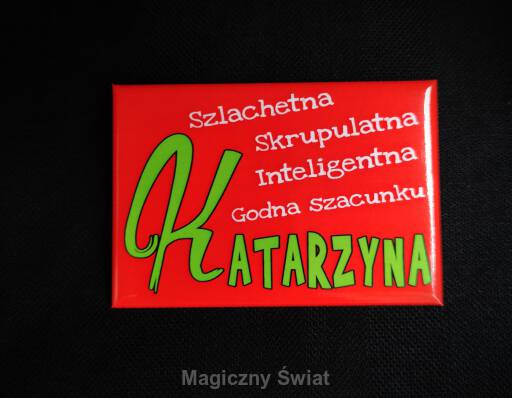 Szlachetna
Skrupulatna
Inteligentna
Godna szacunku
KATARZYNA
Magiczny Świat